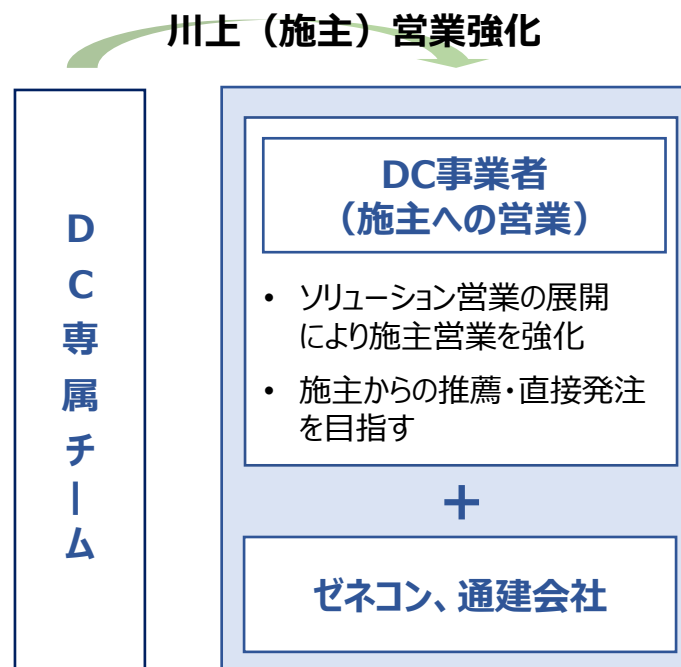 川上（施主）営業強化
DC専属チーム
DC事業者
（施主への営業）
• ソリューション営業の展開
により施主営業を強化
• 施主からの推薦・直接発注
を目指す
＋
ゼネコン、通建会社